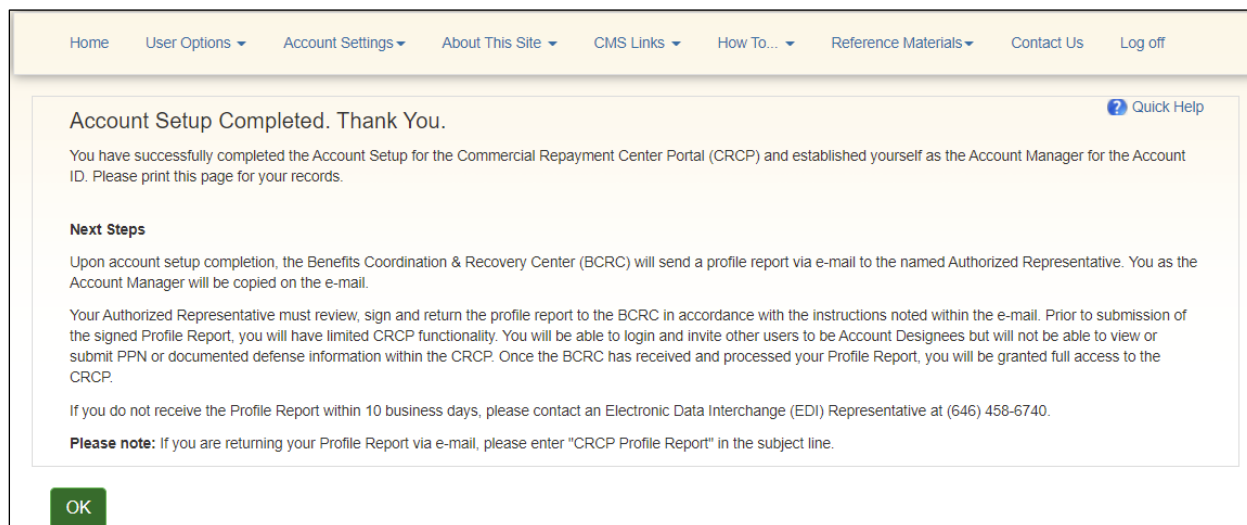 Home User Options Account Settings About This Site CMS Links How To... Reference Materials Contact Us Log off
Quick Help
Account Setup Completed. Thank You.
You have successfully completed the Account Setup for the Commercial Repayment Center Portal (CRCP) and established yourself as the Account Manager for the Account
ID. Please print this page for your records.
Next Steps
Upon account setup completion, the Benefits Coordination & Recovery Center (BCRC) will send a profile report via e-mail to the named Authorized Representative. You as the
Account Manager will be copied on the e-mail.
Your Authorized Representative must review, sign and return the profile report to the BCRC in accordance with the instructions noted within the e-mail. Prior to submission of
the signed Profile Report, you will have limited CRCP functionality. You will be able to login and invite other users to be Account Designees but will not be able to view or
submit PPN or documented defense information within the CRCP. Once the BCRC has received and processed your Profile Report, you will be granted full access to the
CRCP.
If you do not receive the Profile Report within 10 business days, please contact an Electronic Data Interchange (EDI) Representative at (646) 458-6740.
Please note: If you are returning your Profile Report via e-mail, please enter "CRCP Profile Report" in the subject line.
OK